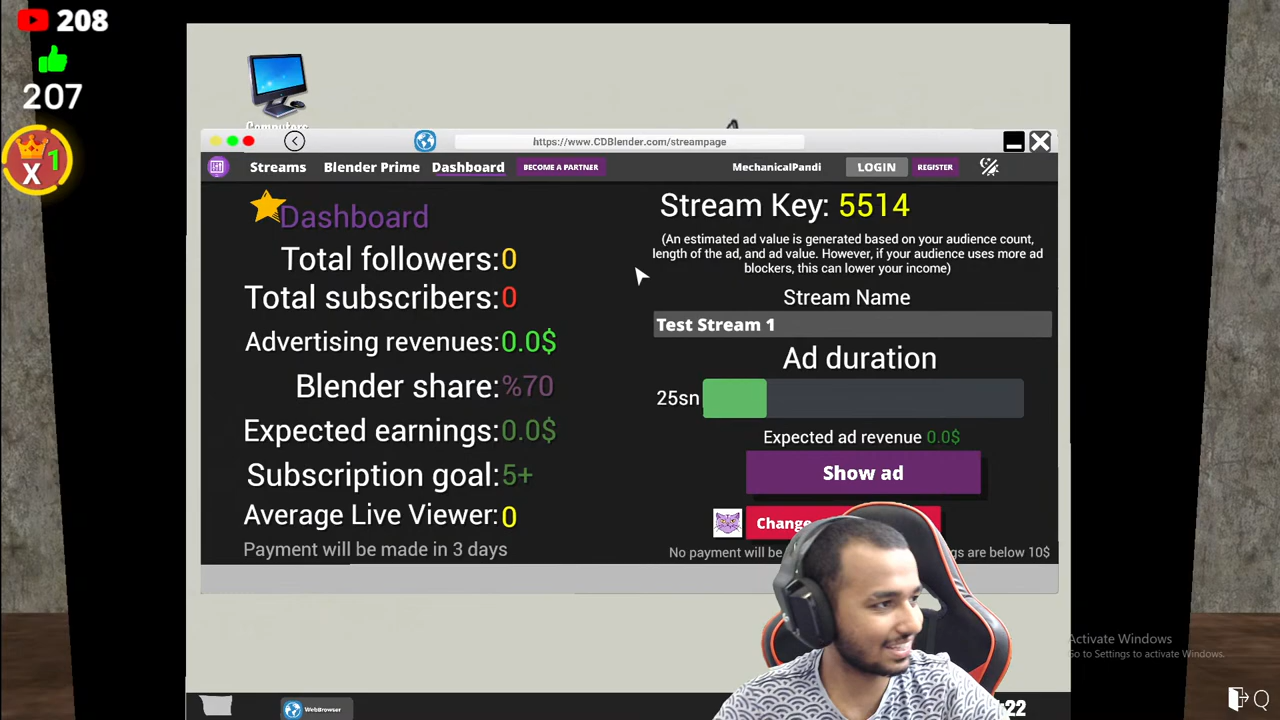 208
207
X 1
Computers
https://www.CDBlender.com/streampage
Streams Blender Prime Dashboard BECOME A PARTNER MechanicalPandi LOGIN REGISTER
Dashboard
Total followers:0
Total subscribers:0
Advertising revenues:0.0$
Blender share:%70
Expected earnings:0.0$
Subscription goal:5+
Average Live Viewer:0
Payment will be made in 3 days
Stream Key: 5514
(An estimated ad value is generated based on your audience count,
length of the ad, and ad value. However, if your audience uses more ad
blockers, this can lower your income)
Stream Name
Test Stream 1
Ad duration
25sn
Expected ad revenue 0.0$
Show ad
Change
No payment will be are below 10$
Activate Windows
Go to Settings to activate Windows.
WebBrowser
:22
Q